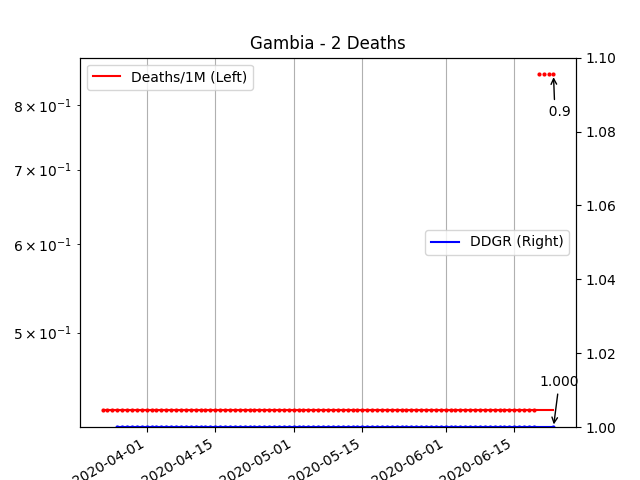 Gambia - 2 Deaths
Deaths/1M (Left)
DDGR (Right)
8 × 10⁻¹
7 × 10⁻¹
6 × 10⁻¹
5 × 10⁻¹
1.10
1.08
1.06
1.04
1.02
1.00
0.9
1.000
2020-04-01
2020-04-15
2020-05-01
2020-05-15
2020-06-01
2020-06-15